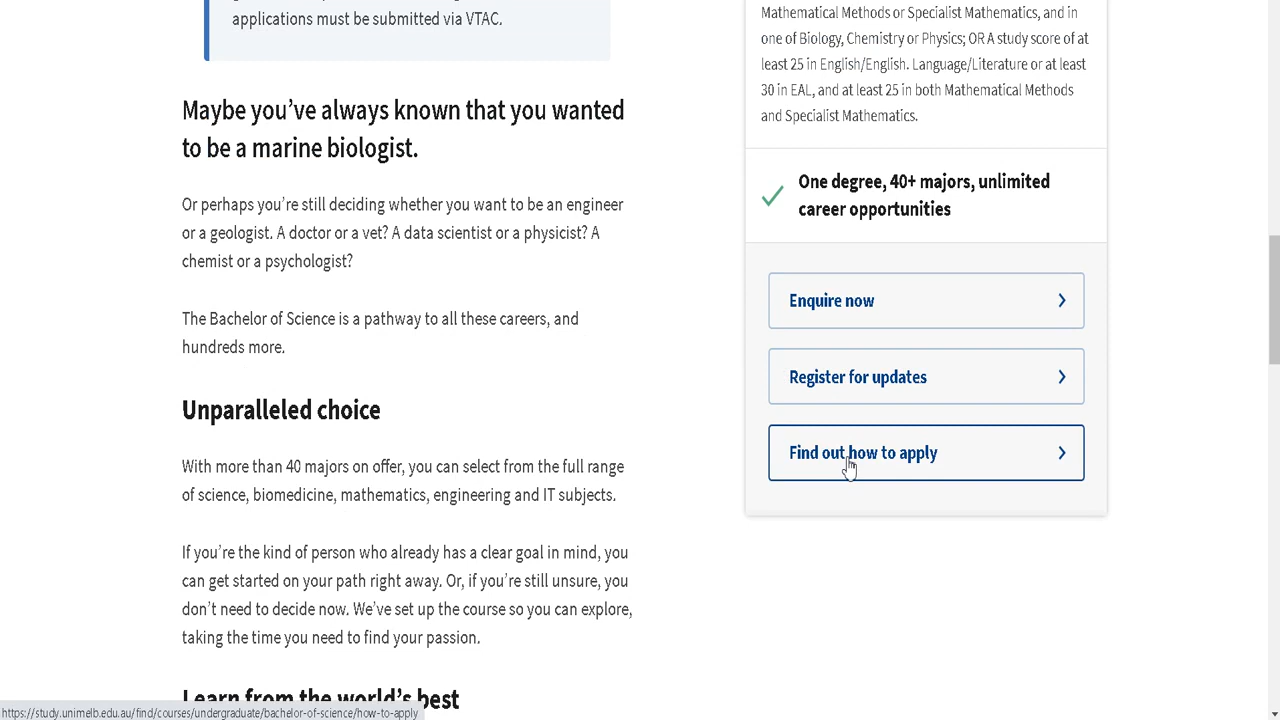 applications must be submitted via VTAC.
Maybe you've always known that you wanted
to be a marine biologist.
Or perhaps you're still deciding whether you want to be an engineer
or a geologist. A doctor or a vet? A data scientist or a physicist? A
chemist or a psychologist?
The Bachelor of Science is a pathway to all these careers, and
hundreds more.
Unparalleled choice
With more than 40 majors on offer, you can select from the full range
of science, biomedicine, mathematics, engineering and IT subjects.
If you're the kind of person who already has a clear goal in mind, you
can get started on your path right away. Or, if you're still unsure, you
don't need to decide now. We've set up the course so you can explore,
taking the time you need to find your passion.
Learn from the world's best
Mathematical Methods or Specialist Mathematics, and in
one of Biology, Chemistry or Physics; OR A study score of at
least 25 in English/English. Language/Literature or at least
30 in EAL, and at least 25 in both Mathematical Methods
and Specialist Mathematics.
One degree, 40+ majors, unlimited
career opportunities
Enquire now
Register for updates
Find out how to apply
https://study.unimelb.edu.au/find/courses/undergraduate/bachelor-of-science/how-to-apply